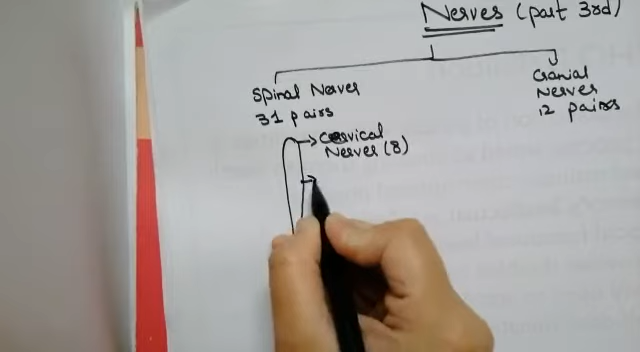 Nerves (part 3rd)
Spinal Nerves
31 pairs
Cranial
Nerves
12 pairs
Cervical
Nerves (8)